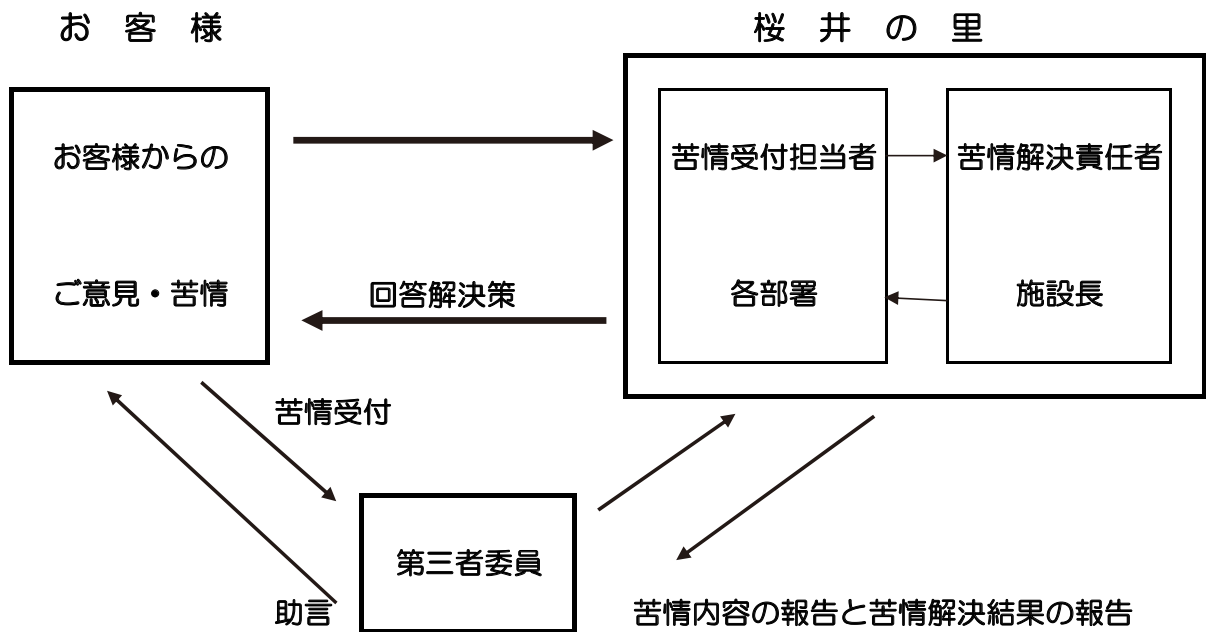 お客様
桜井の里
お客様からの
ご意見・苦情
苦情受付担当者
各部署
苦情解決責任者
施設長
回答解決策
苦情受付
第三者委員
助言
苦情内容の報告と苦情解決結果の報告